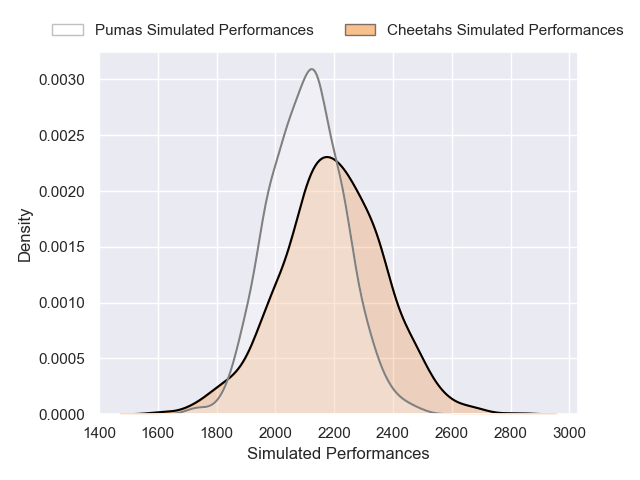 Pumas Simulated Performances
Cheetahs Simulated Performances
0.0030
0.0025
0.0020
0.0015
0.0010
0.0005
0.0000
Density
1400 1600 1800 2000 2200 2400 2600 2800 3000
Simulated Performances